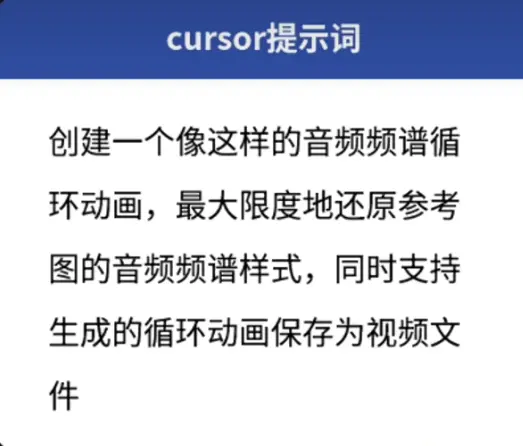 cursor提示词
创建一个像这样的音频频谱循
环动画，最大限度地还原参考
图的音频频谱样式，同时支持
生成的循环动画保存为视频文
件